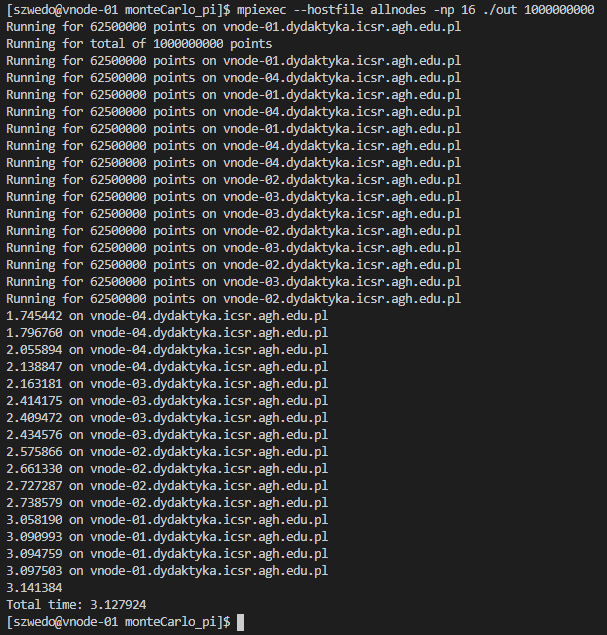 [szwedo@vnode-01 monteCarlo_pi]$ mpiexec --hostfile allnodes -np 16 ./out 1000000000
Running for 62500000 points on vnode-01.dydaktyka.icsr.agh.edu.pl
Running for total of 1000000000 points
Running for 62500000 points on vnode-01.dydaktyka.icsr.agh.edu.pl
Running for 62500000 points on vnode-04.dydaktyka.icsr.agh.edu.pl
Running for 62500000 points on vnode-01.dydaktyka.icsr.agh.edu.pl
Running for 62500000 points on vnode-04.dydaktyka.icsr.agh.edu.pl
Running for 62500000 points on vnode-01.dydaktyka.icsr.agh.edu.pl
Running for 62500000 points on vnode-04.dydaktyka.icsr.agh.edu.pl
Running for 62500000 points on vnode-04.dydaktyka.icsr.agh.edu.pl
Running for 62500000 points on vnode-02.dydaktyka.icsr.agh.edu.pl
Running for 62500000 points on vnode-03.dydaktyka.icsr.agh.edu.pl
Running for 62500000 points on vnode-03.dydaktyka.icsr.agh.edu.pl
Running for 62500000 points on vnode-02.dydaktyka.icsr.agh.edu.pl
Running for 62500000 points on vnode-03.dydaktyka.icsr.agh.edu.pl
Running for 62500000 points on vnode-02.dydaktyka.icsr.agh.edu.pl
Running for 62500000 points on vnode-03.dydaktyka.icsr.agh.edu.pl
Running for 62500000 points on vnode-02.dydaktyka.icsr.agh.edu.pl
1.745442 on vnode-04.dydaktyka.icsr.agh.edu.pl
1.796760 on vnode-04.dydaktyka.icsr.agh.edu.pl
2.055894 on vnode-04.dydaktyka.icsr.agh.edu.pl
2.138847 on vnode-04.dydaktyka.icsr.agh.edu.pl
2.163181 on vnode-03.dydaktyka.icsr.agh.edu.pl
2.414175 on vnode-03.dydaktyka.icsr.agh.edu.pl
2.409472 on vnode-03.dydaktyka.icsr.agh.edu.pl
2.434576 on vnode-03.dydaktyka.icsr.agh.edu.pl
2.575866 on vnode-02.dydaktyka.icsr.agh.edu.pl
2.661330 on vnode-02.dydaktyka.icsr.agh.edu.pl
2.727287 on vnode-02.dydaktyka.icsr.agh.edu.pl
2.738579 on vnode-02.dydaktyka.icsr.agh.edu.pl
3.058190 on vnode-01.dydaktyka.icsr.agh.edu.pl
3.090993 on vnode-01.dydaktyka.icsr.agh.edu.pl
3.094759 on vnode-01.dydaktyka.icsr.agh.edu.pl
3.097503 on vnode-01.dydaktyka.icsr.agh.edu.pl
3.141384
Total time: 3.127924
[szwedo@vnode-01 monteCarlo_pi]$